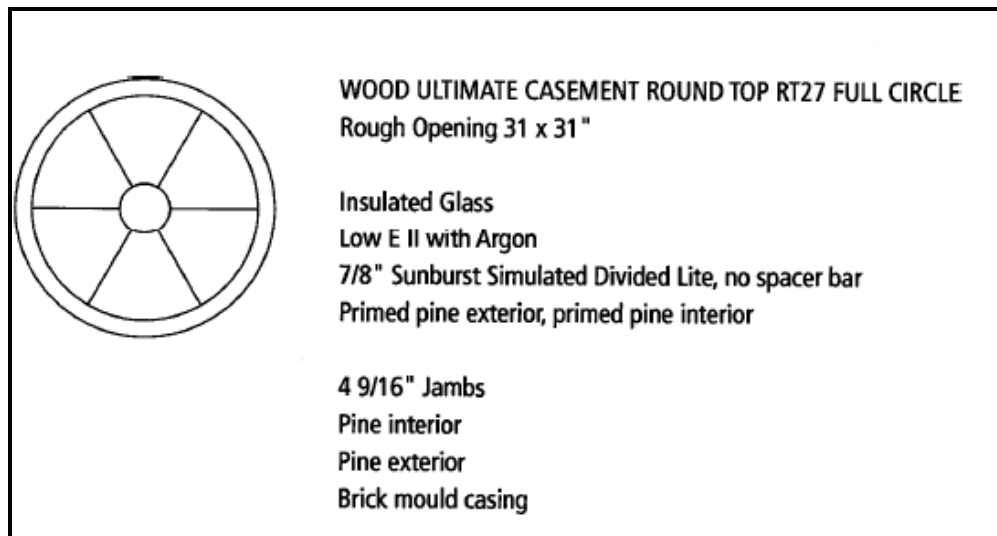 WOOD ULTIMATE CASEMENT ROUND TOP RT27 FULL CIRCLE
Rough Opening 31 x 31"
Insulated Glass
Low E II with Argon
7/8" Sunburst Simulated Divided Lite, no spacer bar
Primed pine exterior, primed pine interior
4 9/16" Jambs
Pine interior
Pine exterior
Brick mould casing